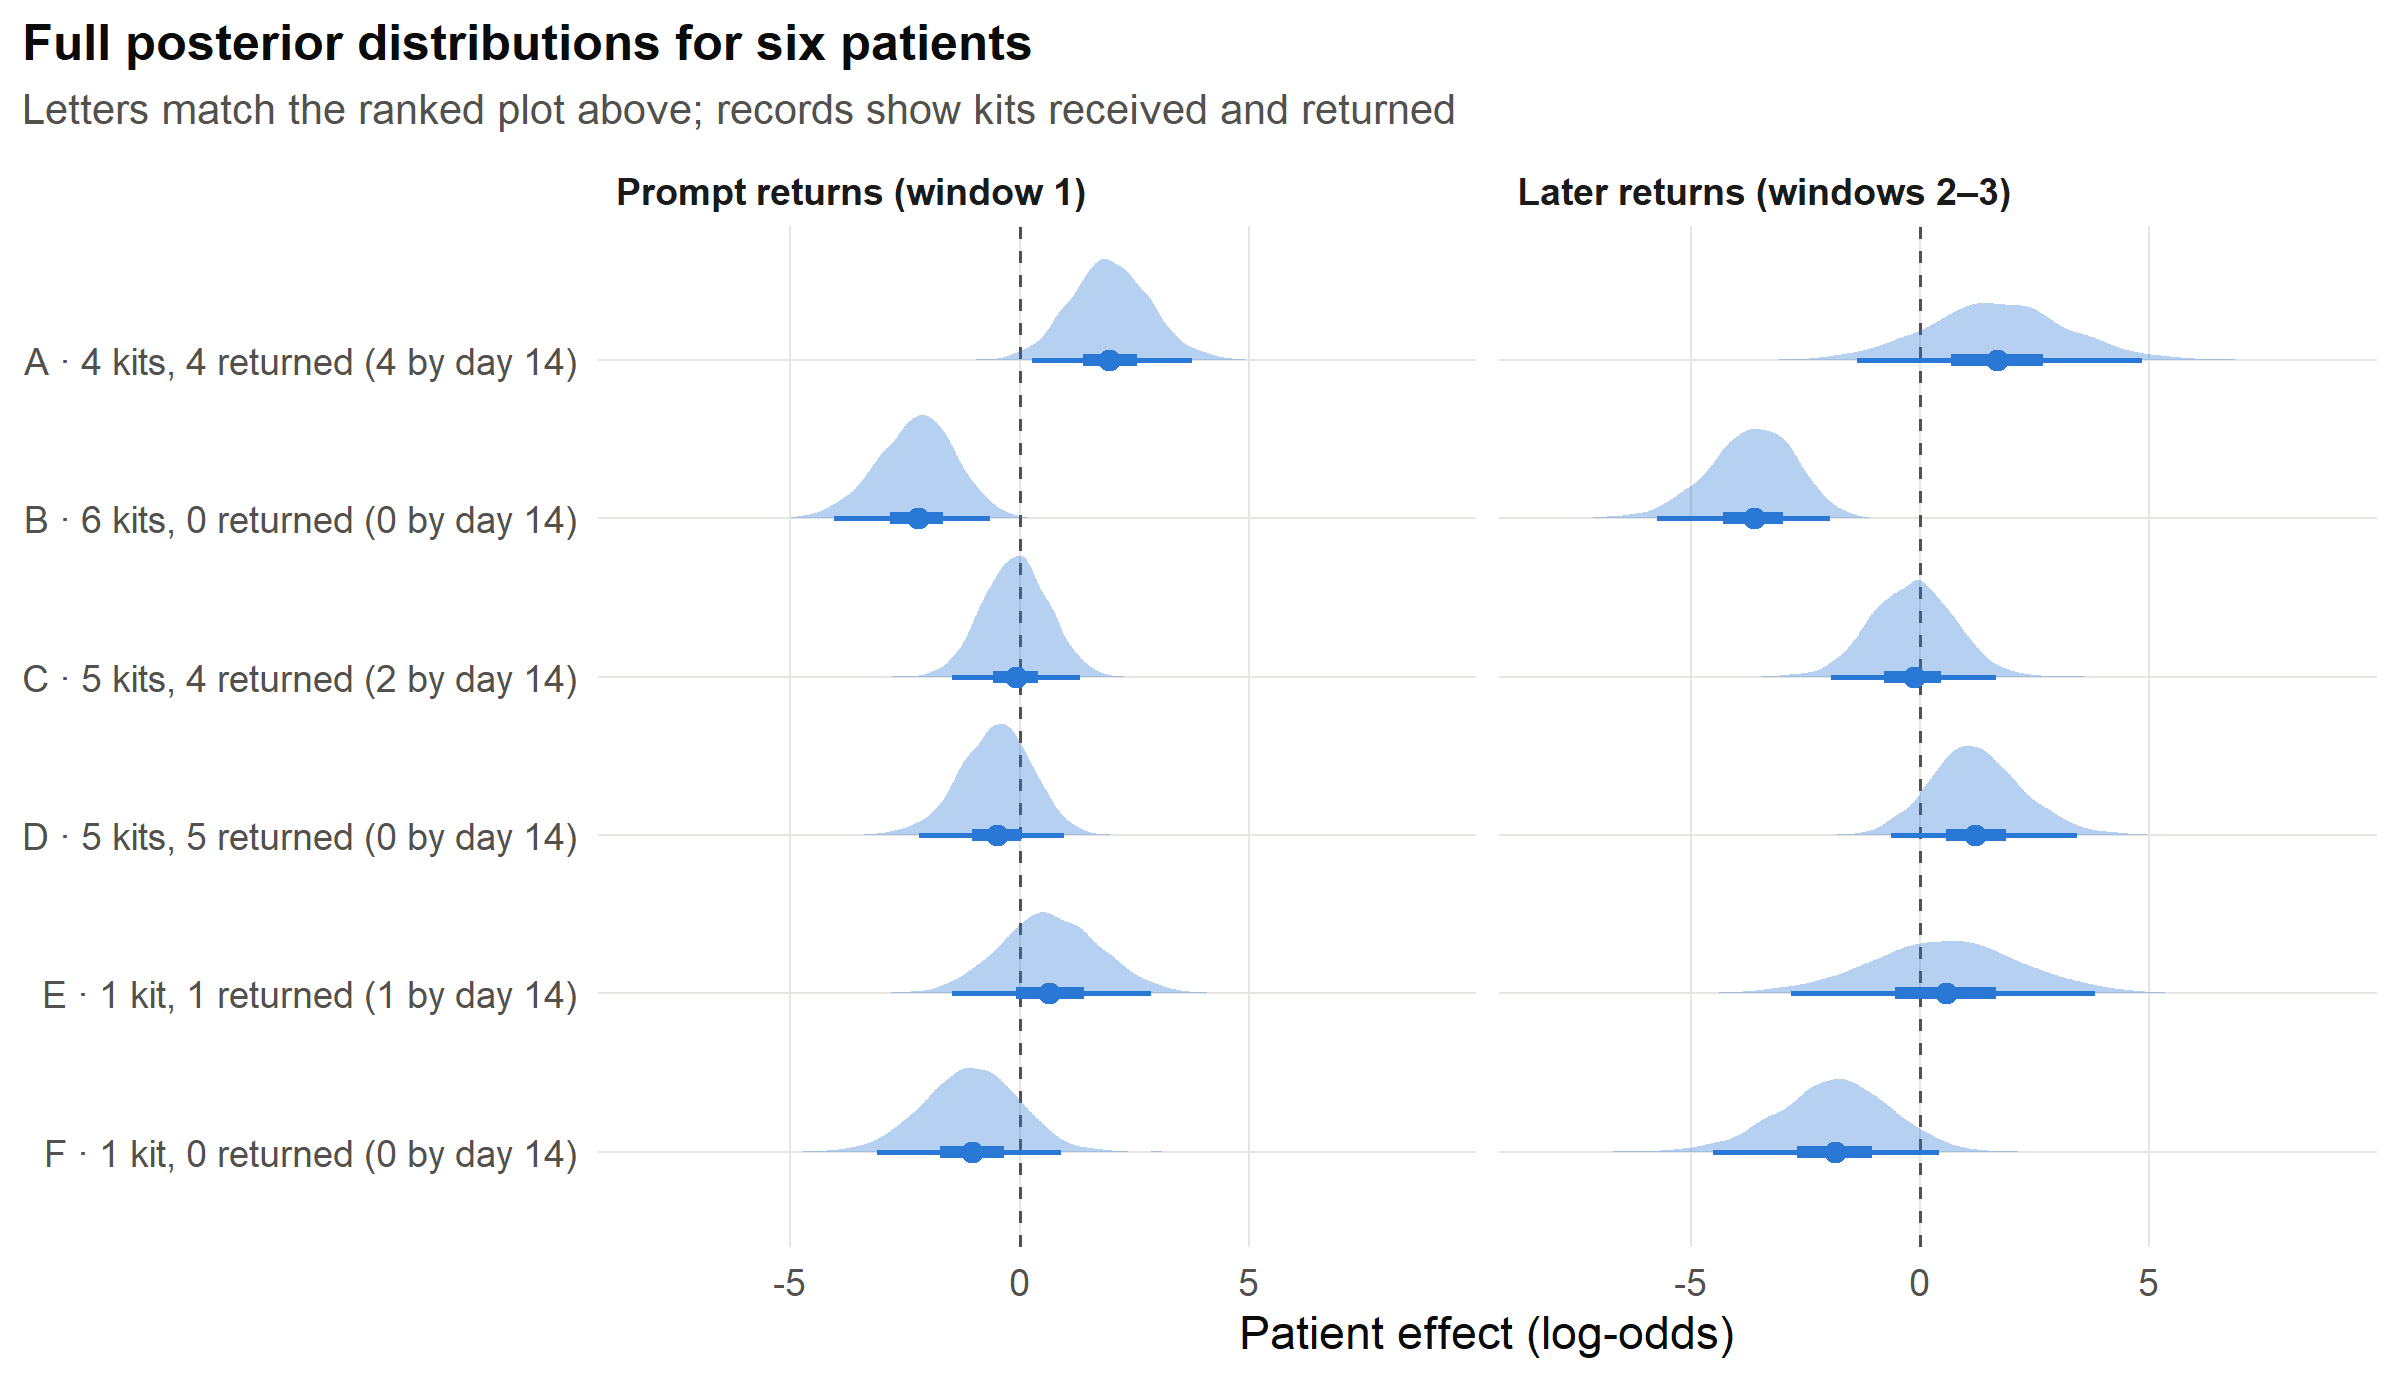 Full posterior distributions for six patients
Letters match the ranked plot above; records show kits received and returned
Prompt returns (window 1)
Later returns (windows 2–3)
A · 4 kits, 4 returned (4 by day 14)
B · 6 kits, 0 returned (0 by day 14)
C · 5 kits, 4 returned (2 by day 14)
D · 5 kits, 5 returned (0 by day 14)
E · 1 kit, 1 returned (1 by day 14)
F · 1 kit, 0 returned (0 by day 14)
-5 0 5
-5 0 5
Patient effect (log-odds)